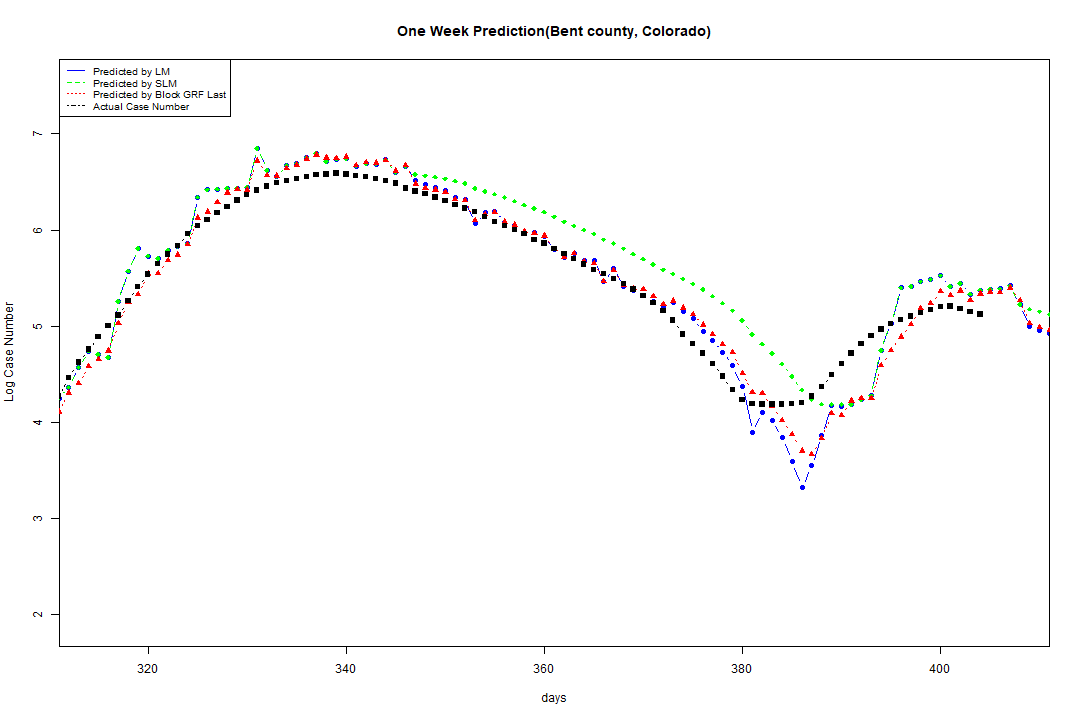 One Week Prediction(Bent county, Colorado)
Predicted by LM
Predicted by SLM
Predicted by Block GRF Last
Actual Case Number
7
6
5
4
3
2
Log Case Number
320 340 360 380 400
days